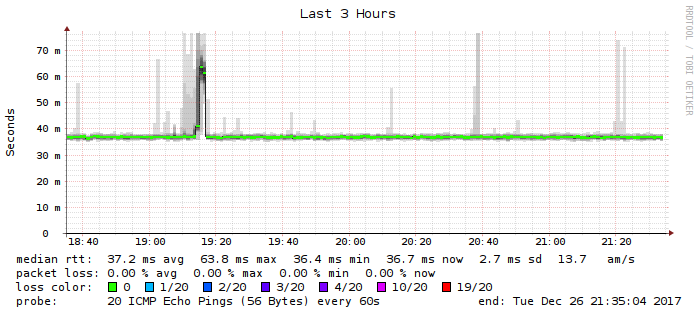 Last 3 Hours
RRDTOOL / TOBI OETIKER
Seconds
70 m
60 m
50 m
40 m
30 m
20 m
10 m
0
18:40 19:00 19:20 19:40 20:00 20:20 20:40 21:00 21:20
median rtt: 37.2 ms avg 63.8 ms max 36.4 ms min 36.7 ms now 2.7 ms sd 13.7 am/s
packet loss: 0.00 % avg 0.00 % max 0.00 % min 0.00 % now
loss color: 0 1/20 2/20 3/20 4/20 10/20 19/20
probe: 20 ICMP Echo Pings (56 Bytes) every 60s end: Tue Dec 26 21:35:04 2017